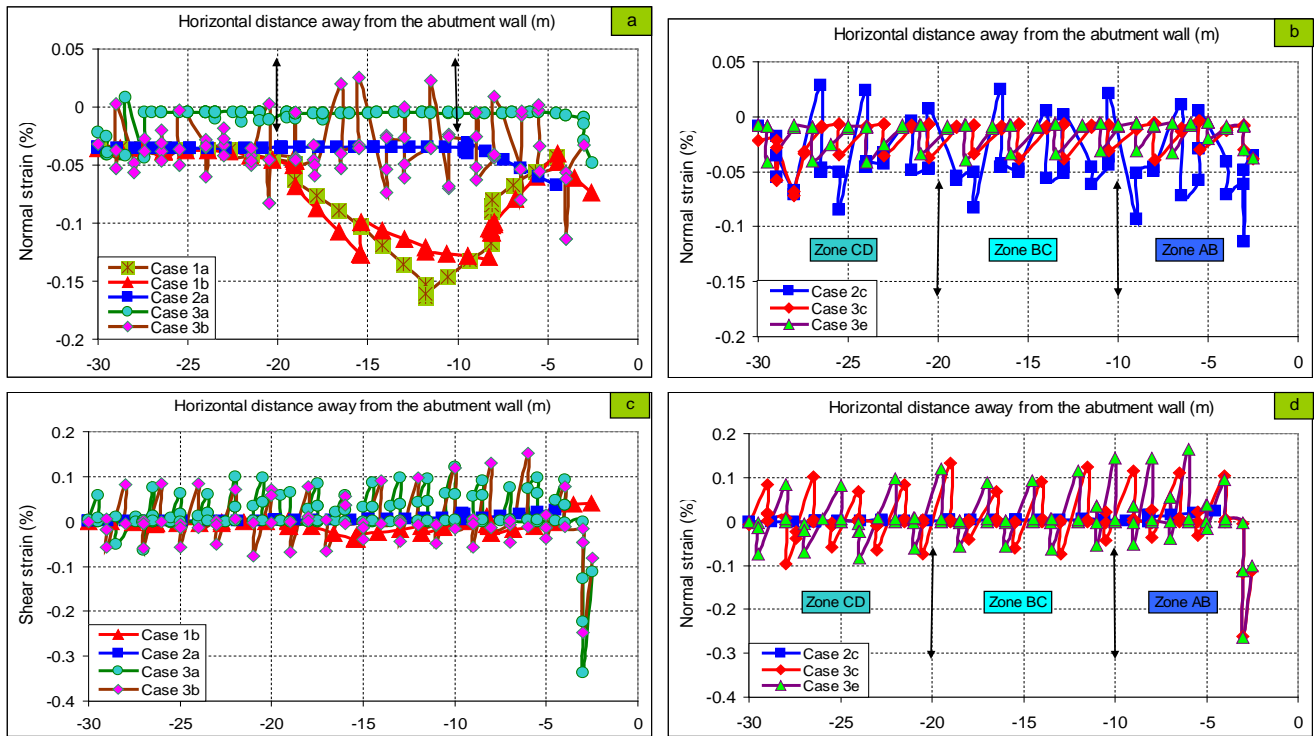 Horizontal distance away from the abutment wall (m)
a
Normal strain (%)
0.05
0
-0.05
-0.1
-0.15
-0.2
Case 1a
Case 1b
Case 2a
Case 3a
Case 3b
-30 -25 -20 -15 -10 -5 0
Horizontal distance away from the abutment wall (m)
b
Normal strain (%)
0.05
0
-0.05
-0.1
-0.15
-0.2
Zone CD
Zone BC
Zone AB
Case 2c
Case 3c
Case 3e
-30 -25 -20 -15 -10 -5 0
Horizontal distance away from the abutment wall (m)
c
Shear strain (%)
0.2
0.1
0
-0.1
-0.2
-0.3
-0.4
Case 1b
Case 2a
Case 3a
Case 3b
-30 -25 -20 -15 -10 -5 0
Horizontal distance away from the abutment wall (m)
d
Normal strain (%)
0.2
0.1
0
-0.1
-0.2
-0.3
-0.4
Zone CD
Zone BC
Zone AB
Case 2c
Case 3c
Case 3e
-30 -25 -20 -15 -10 -5 0